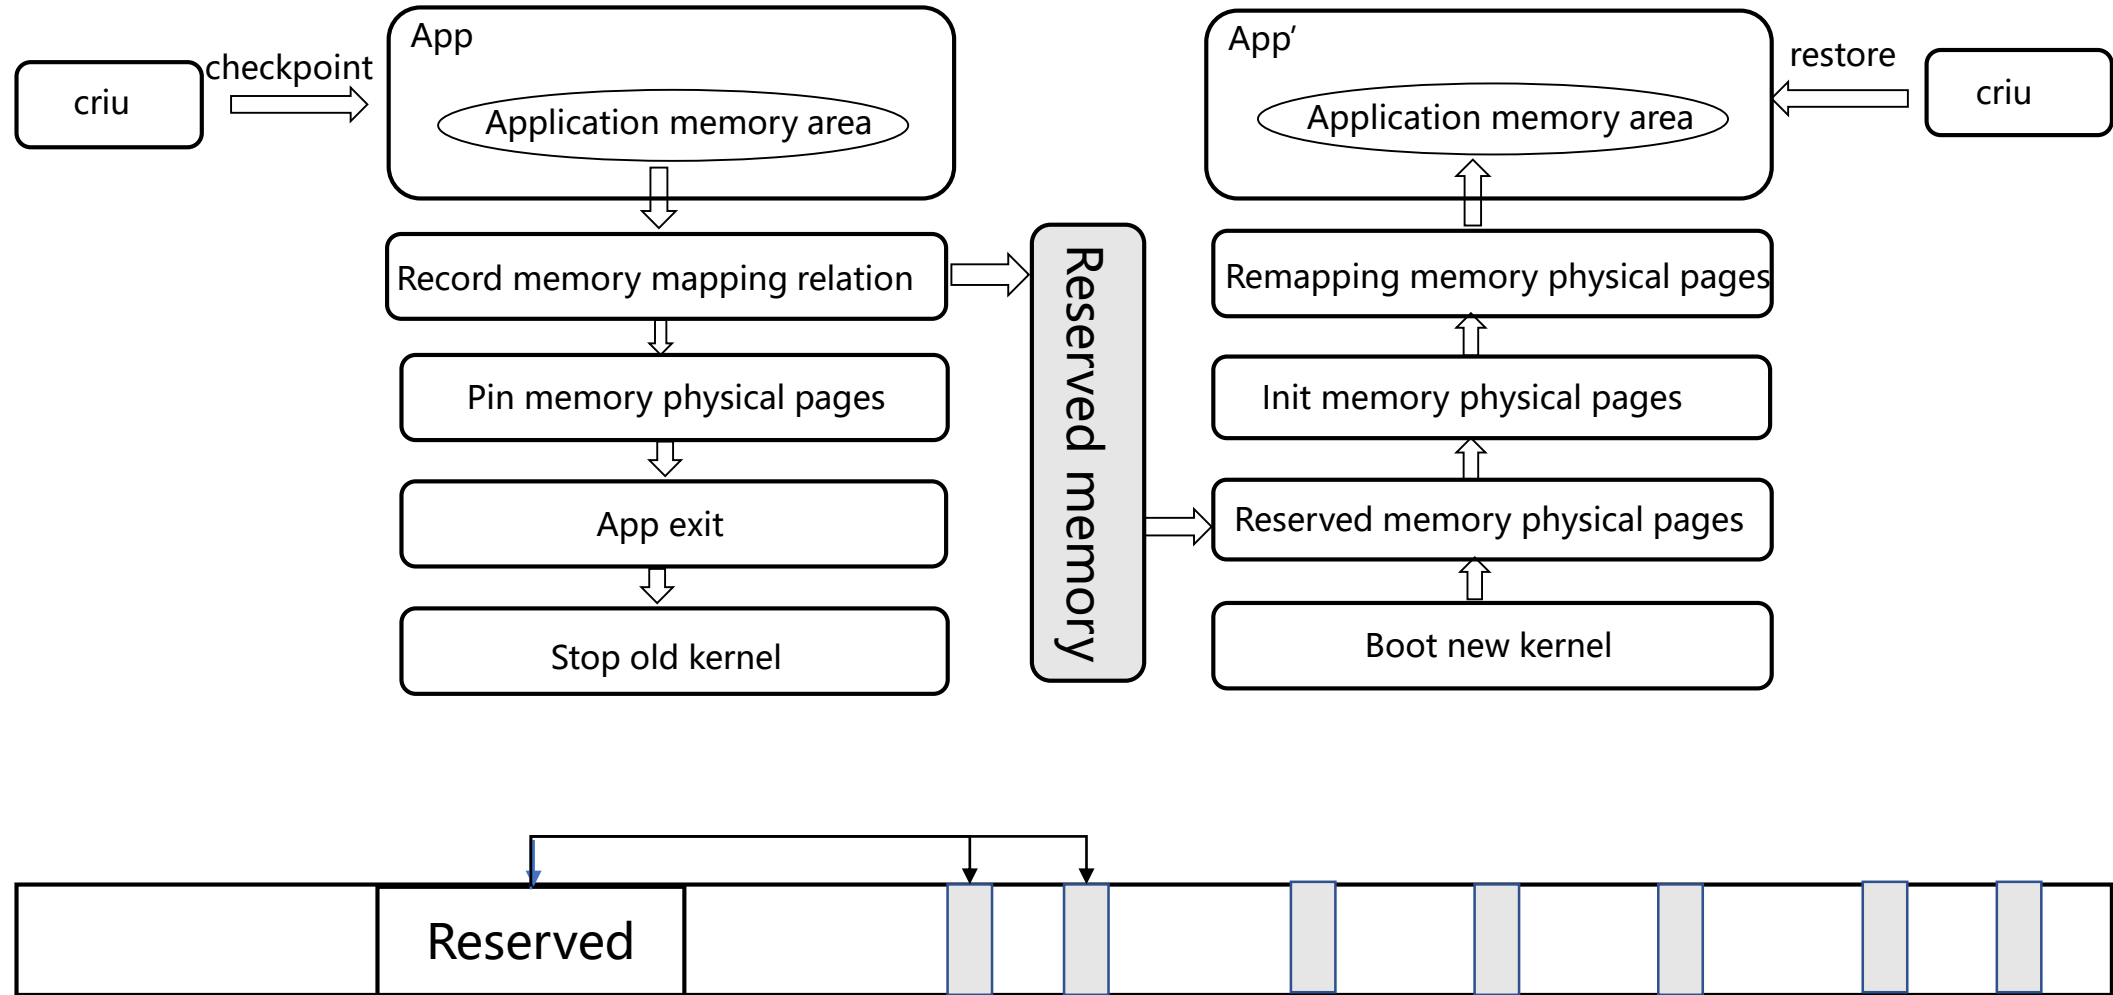 App
checkpoint
criu
Application memory area
Record memory mapping relation
Pin memory physical pages
App exit
Stop old kernel
Reserved memory
App’
restore
criu
Application memory area
Remapping memory physical pages
Init memory physical pages
Reserved memory physical pages
Boot new kernel
Reserved